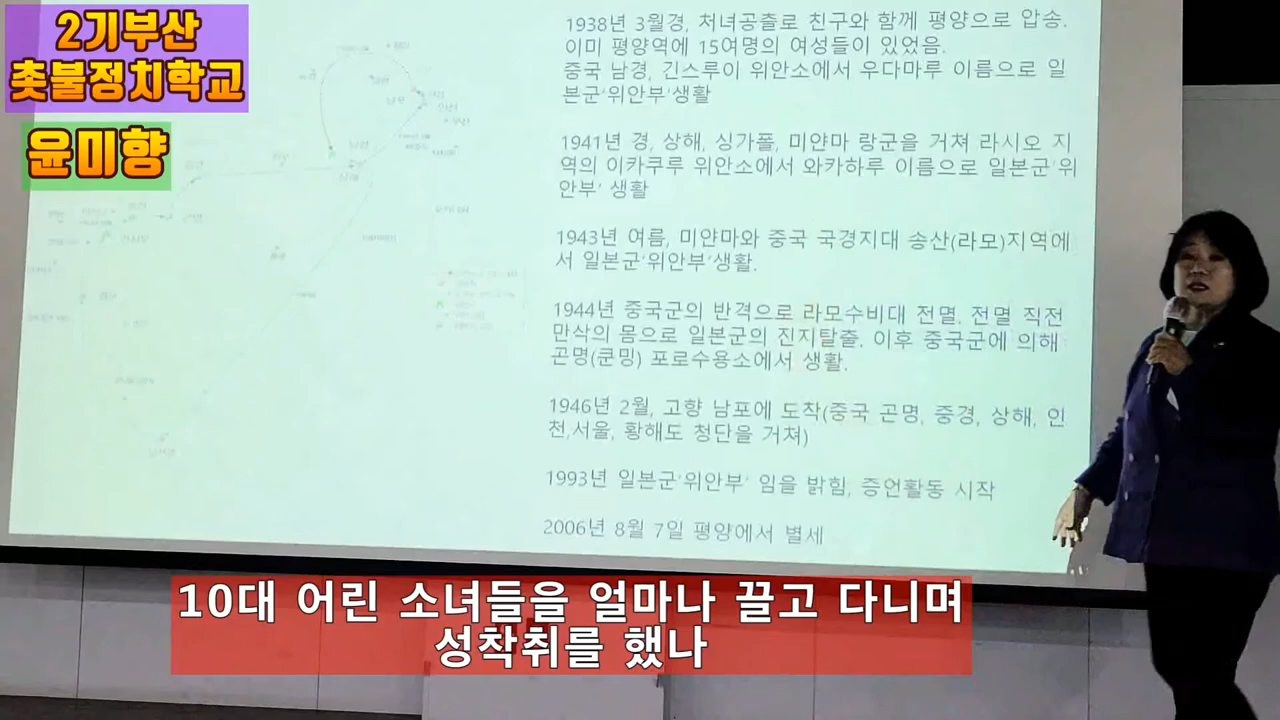 2기부산
촛불정치학교
윤미향
1938년 3월경, 처녀공출로 친구와 함께 평양으로 압송.
이미 평양역에 15여명의 여성들이 있었음.
중국 남경, 긴스루이 위안소에서 우다마루 이름으로 일
본군'위안부'생활
1941년 경, 상해, 싱가폴, 미얀마 랑군을 거쳐 라시오 지
역의 이카쿠루 위안소에서 와카하루 이름으로 일본군'위
안부' 생활
1943년 여름, 미얀마와 중국 국경지대 송산(라모)지역에
서 일본군'위안부'생활.
1944년 중국군의 반격으로 라모수비대 전멸. 전멸 직전
만삭의 몸으로 일본군의 진지탈출. 이후 중국군에 의해
곤명(쿤밍) 포로수용소에서 생활.
1946년 2월, 고향 남포에 도착(중국 곤명, 중경, 상해, 인
천,서울, 황해도 청단을 거쳐)
1993년 일본군'위안부' 임을 밝힘, 증언활동 시작
2006년 8월 7일 평양에서 별세
10대 어린 소녀들을 얼마나 끌고 다니며
성착취를 했나